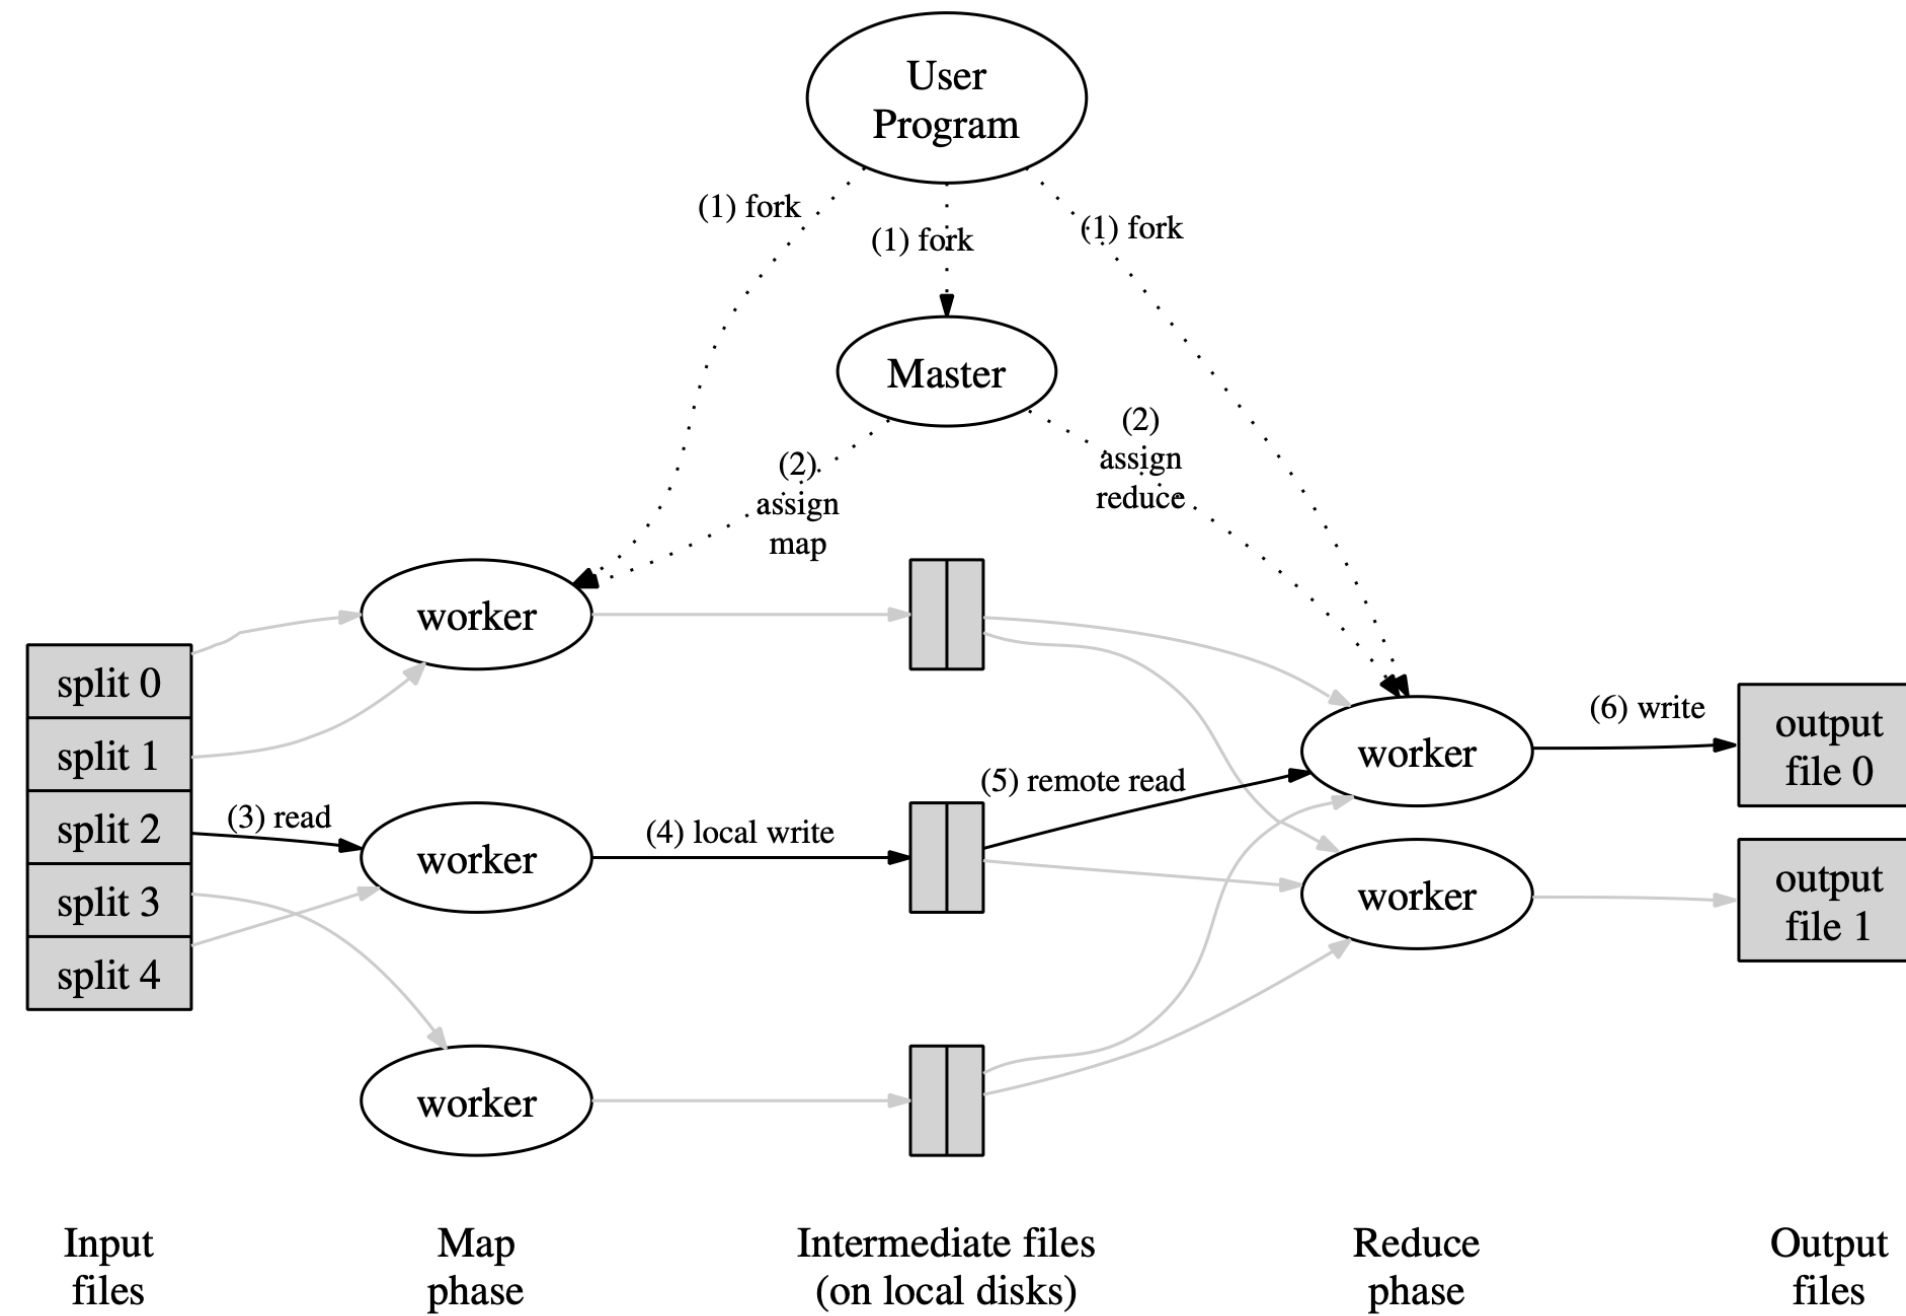 User
Program
(1) fork
(1) fork
(1) fork
Master
(2)
assign
map
(2)
assign
reduce
worker
split 0
split 1
split 2
split 3
split 4
(3) read
worker
(4) local write
(5) remote read
worker
(6) write
output
file 0
worker
output
file 1
worker
Input
files
Map
phase
Intermediate files
(on local disks)
Reduce
phase
Output
files